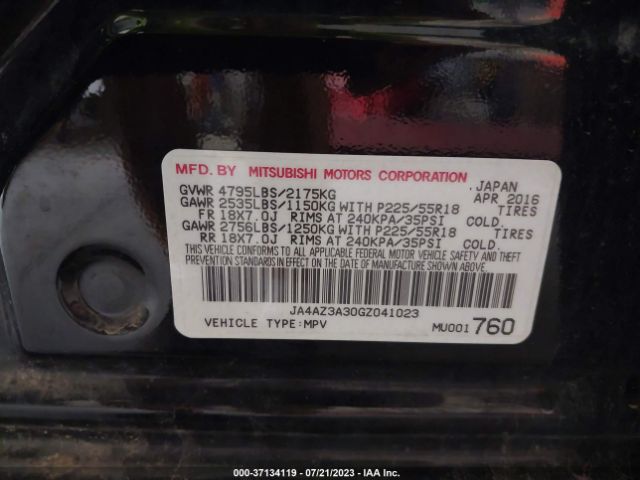 MFD. BY MITSUBISHI MOTORS CORPORATION JAPAN
GVWR 4795LBS/2175KG APR 2016
GAWR 2535LBS/1150KG WITH P225/55R18 TIRES
FR 18X7.0J RIMS AT 240KPA/35PSI COLD.
GAWR 2756LBS/1250KG WITH P225/55R18 TIRES
RR 18X7.0J RIMS AT 240KPA/35PSI COLD.
THIS VEHICLE CONFORMS TO ALL APPLICABLE FEDERAL MOTOR VEHICLE SAFETY AND THEFT
PREVENTION STANDARDS IN EFFECT ON THE DATE OF MANUFACTURE SHOWN ABOVE.
JA4AZ3A30GZ041023
VEHICLE TYPE:MPV MU001 760
000-37134119 - 07/21/2023 - IAA Inc.